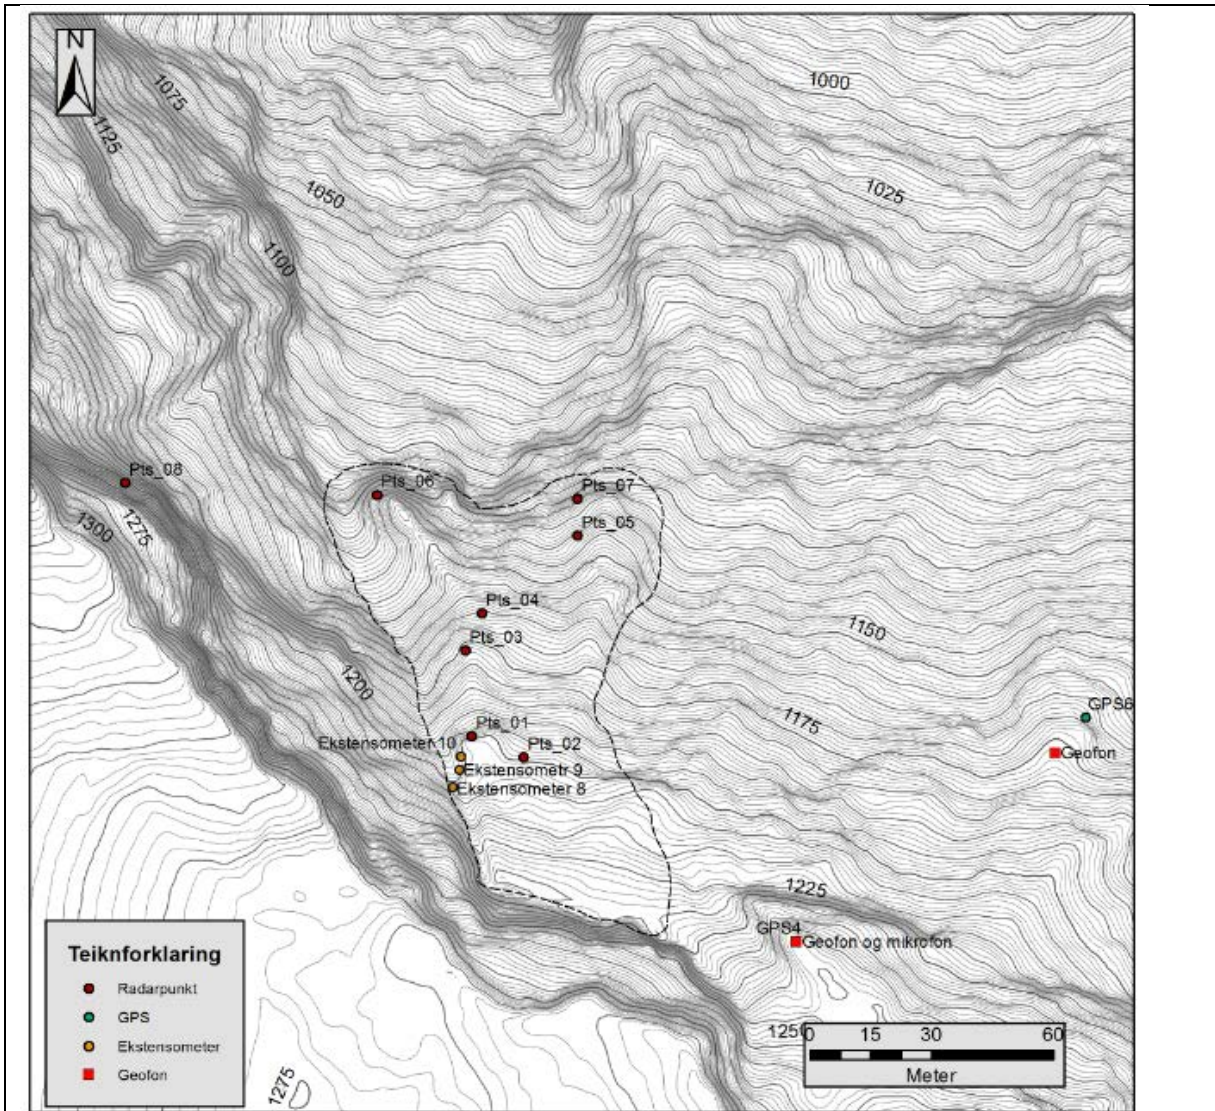 N
1000
1075
1125
1050
1025
1100
Pts_08
Pts_06
Pts_07
1300
1275
Pts_05
Pts_04
1150
Pts_03
1200
GPS6
1175
Pts_01
Ekstensometer 10
Pts_02
Geofon
Ekstensometr 9
Ekstensometer 8
1225
GPS4
Geofon og mikrofon
Teiknforklaring
Radarpunkt
GPS
Ekstensometer
Geofon
1250
0 15 30 60
Meter
1275